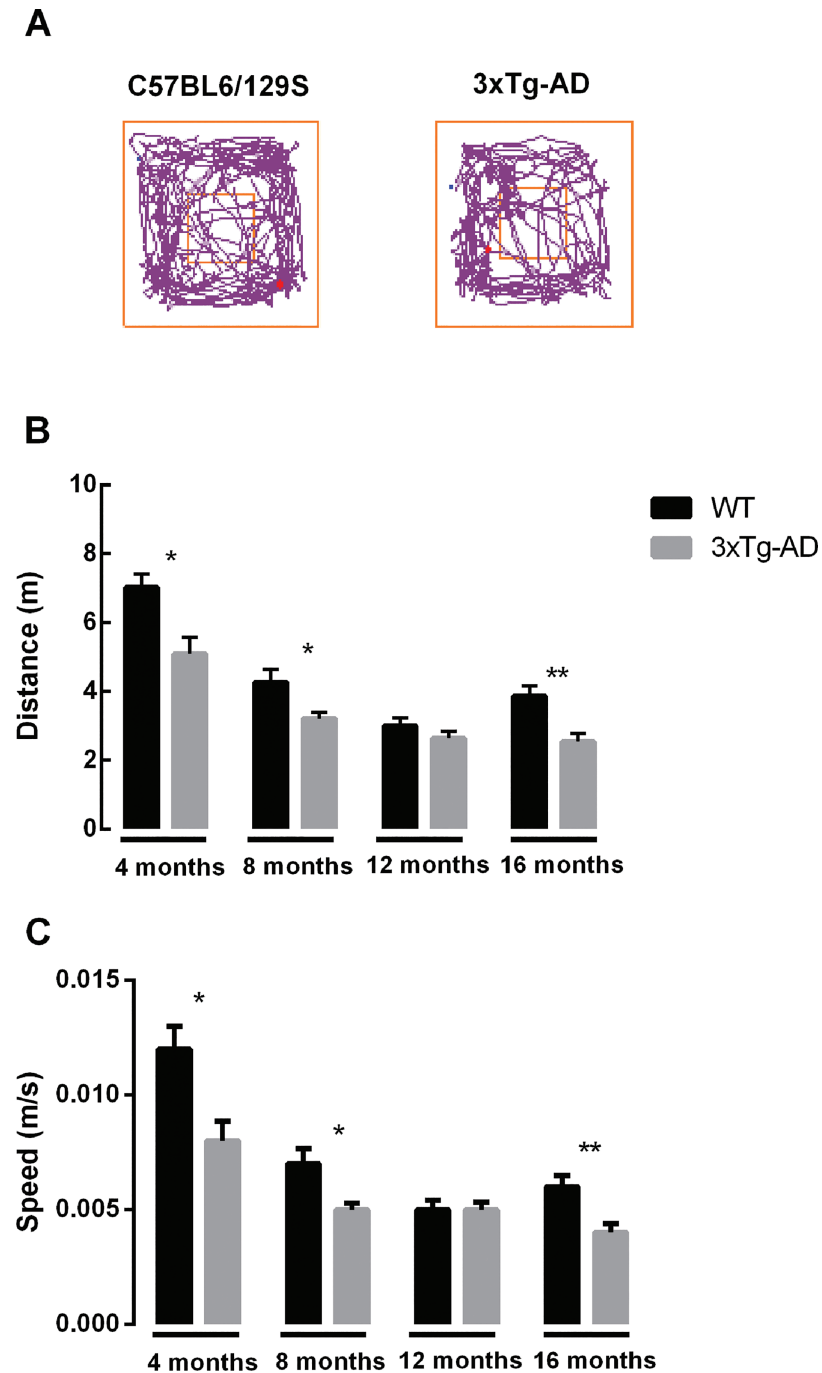 A
C57BL6/129S 3xTg-AD
B
10
8
6
4
2
0
Distance (m)
* * **
WT
3xTg-AD
4 months 8 months 12 months 16 months
C
0.015
0.010
0.005
0.000
Speed (m/s)
* * **
4 months 8 months 12 months 16 months